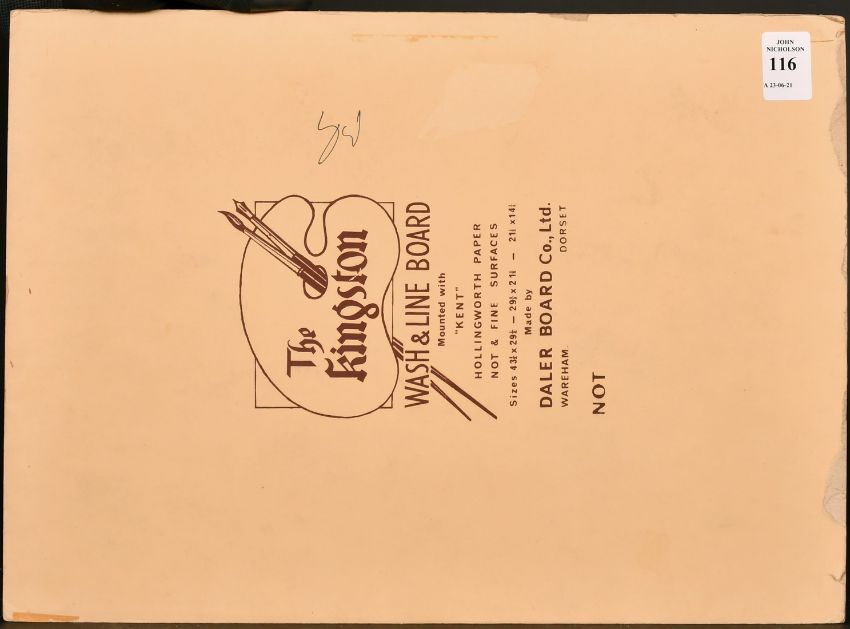 JOHN
NICHOLSON
116
A 23-06-21
The
Kingston
WASH & LINE BOARD
Mounted with
"KENT"
HOLLINGWORTH PAPER
NOT & FINE SURFACES
Sizes
Made by
DALER BOARD Co., Ltd.
WAREHAM. DORSET
NOT